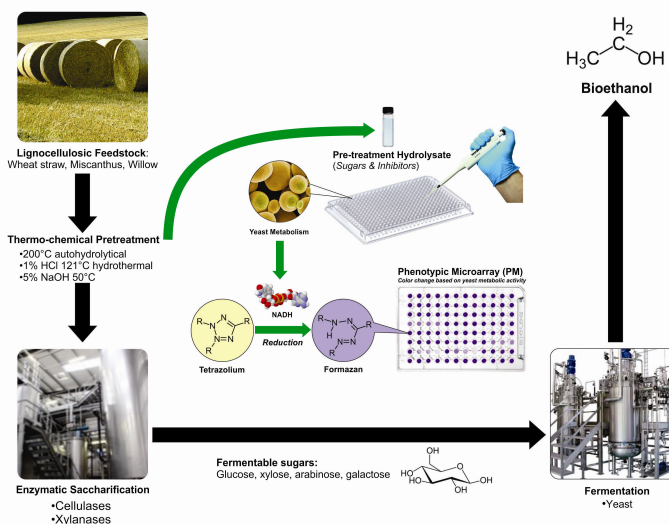 Lignocellulosic Feedstock:
Wheat straw, Miscanthus, Willow
Thermo-chemical Pretreatment
•200°C autohydrolytical
•1% HCl 121°C hydrothermal
•5% NaOH 50°C
Enzymatic Saccharification
•Cellulases
•Xylanases
Pre-treatment Hydrolysate
(Sugars & Inhibitors)
Yeast Metabolism
NADH
Reduction
R
N
N
R
N
N
R
Tetrazolium
R
N
N
H
R
N
N
R
Formazan
Phenotypic Microarray (PM)
Color change based on yeast metabolic activity
Fermentable sugars:
Glucose, xylose, arabinose, galactose
HO
O
HO
OH
OH
OH
Fermentation
•Yeast
H2
C
H3C
OH
Bioethanol